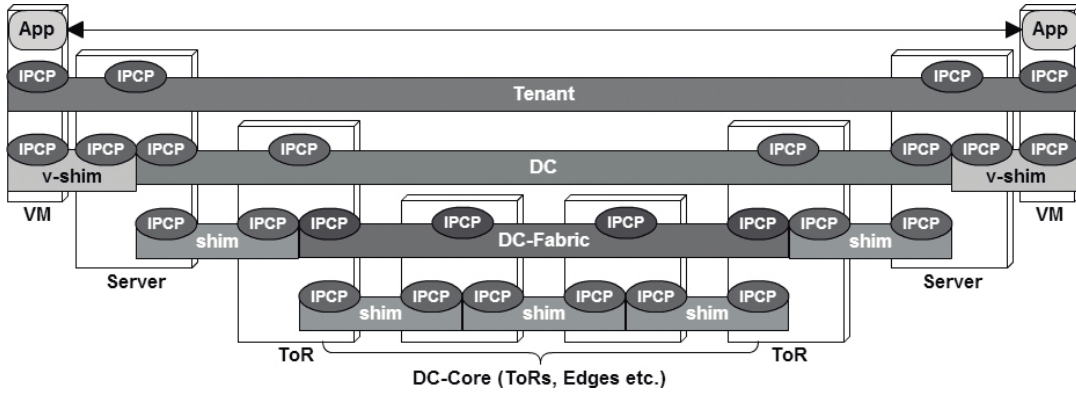 App App
IPCP IPCP IPCP IPCP
Tenant
IPCP IPCP IPCP IPCP IPCP IPCP IPCP IPCP
v-shim DC v-shim
VM VM
IPCP IPCP IPCP IPCP IPCP IPCP IPCP IPCP
shim DC-Fabric shim
Server Server
IPCP IPCP IPCP IPCP IPCP IPCP
shim shim shim
ToR ToR
DC-Core (ToRs, Edges etc.)